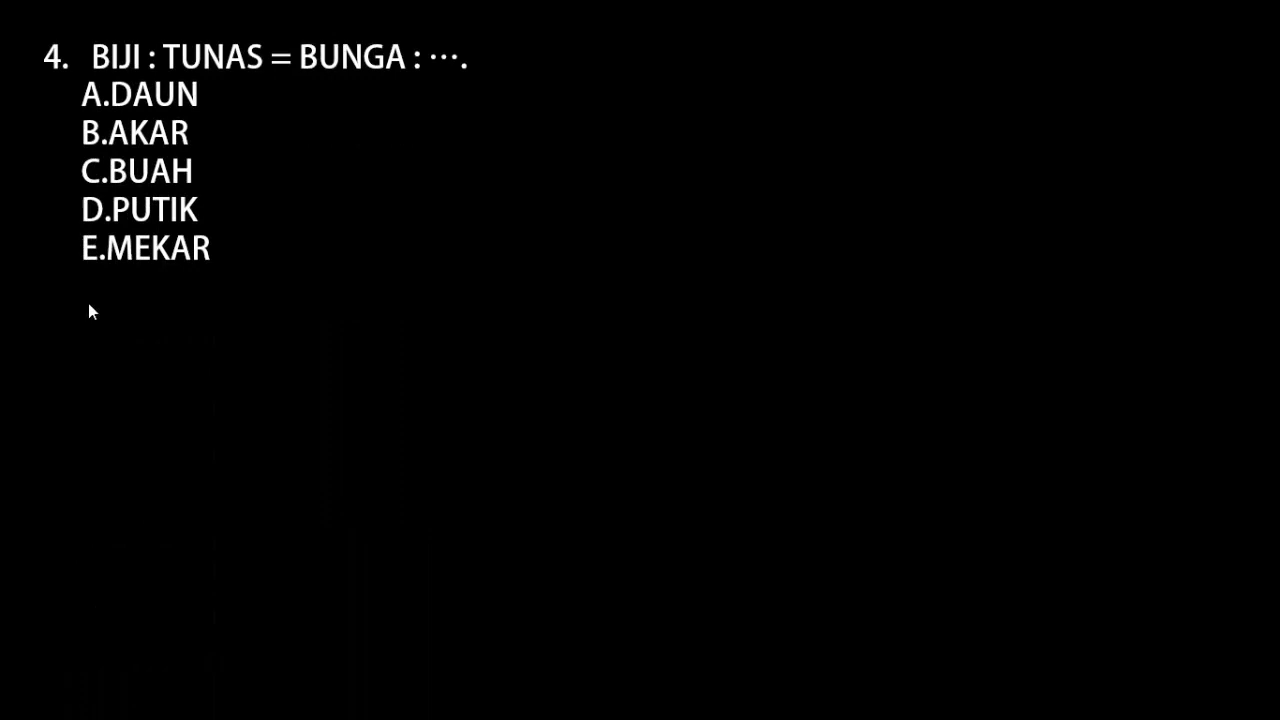 4. BIJI : TUNAS = BUNGA : ….
A.DAUN
B.AKAR
C.BUAH
D.PUTIK
E.MEKAR